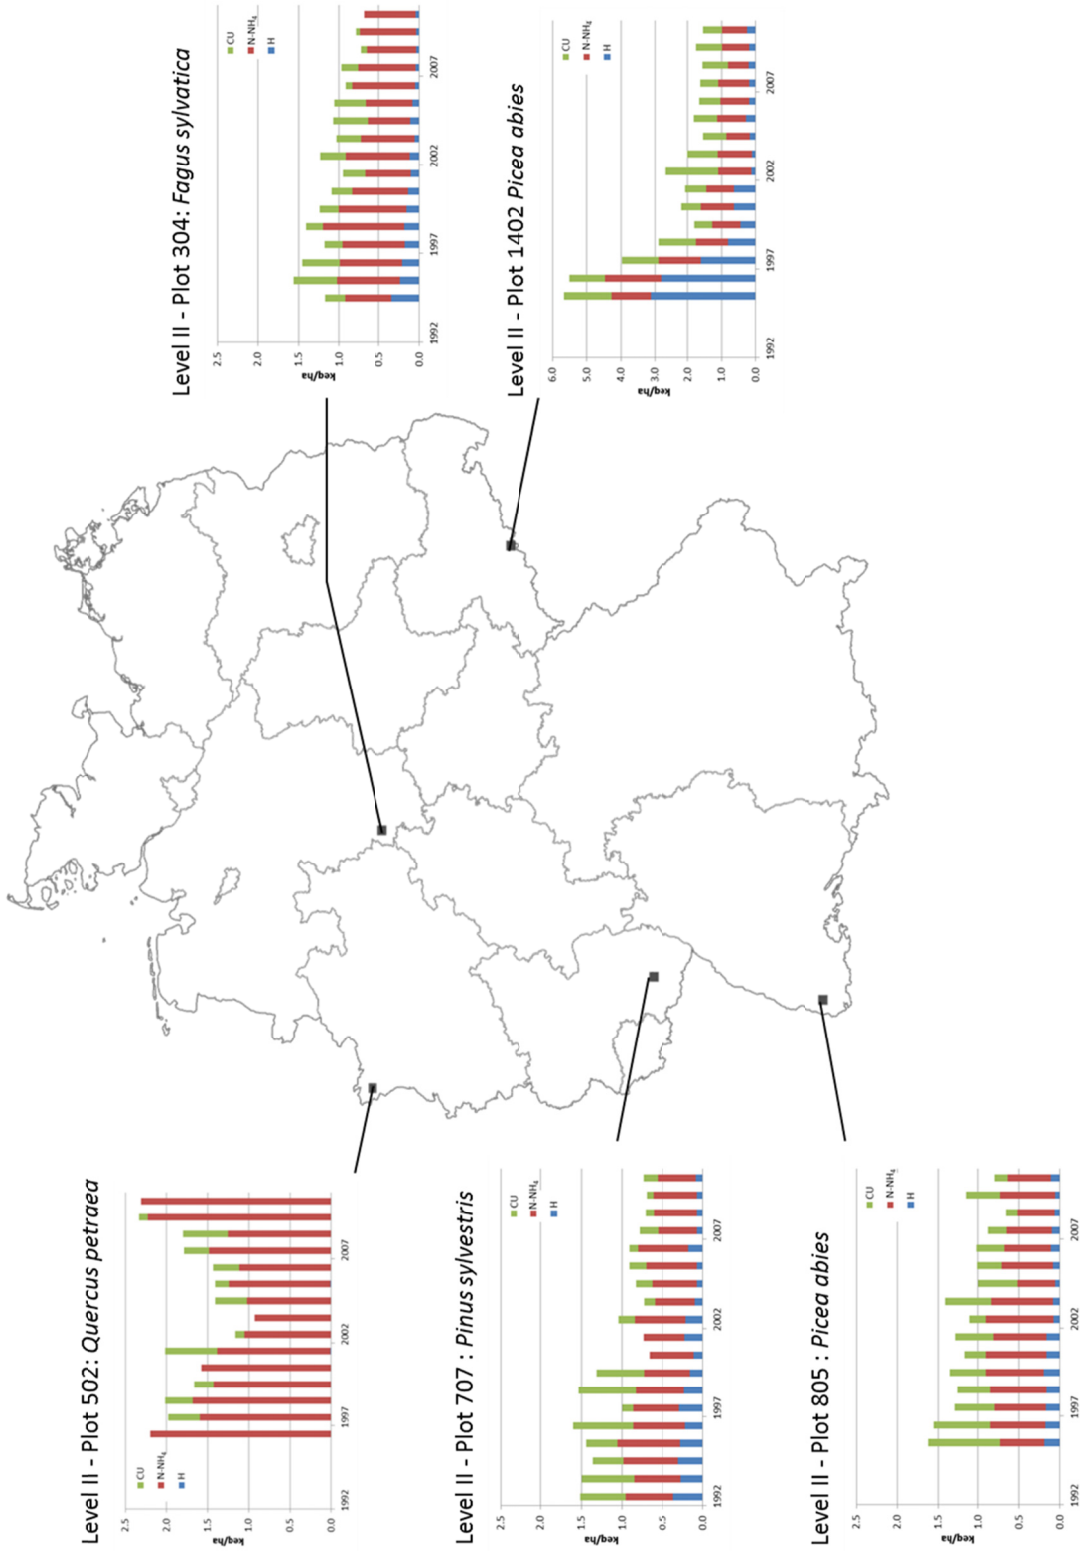 Level II - Plot 502: Quercus petraea
CU
N-NH₄
H
2.5
2.0
1.5
1.0
0.5
0.0
keq/ha
1992
1997
2002
2007
Level II - Plot 707 : Pinus sylvestris
CU
N-NH₄
H
2.5
2.0
1.5
1.0
0.5
0.0
keq/ha
1992
1997
2002
2007
Level II - Plot 805 : Picea abies
CU
N-NH₄
H
2.5
2.0
1.5
1.0
0.5
0.0
keq/ha
1992
1997
2002
2007
Level II - Plot 304: Fagus sylvatica
CU
N-NH₄
H
2.5
2.0
1.5
1.0
0.5
0.0
keq/ha
1992
1997
2002
2007
Level II - Plot 1402 Picea abies
CU
N-NH₄
H
6.0
5.0
4.0
3.0
2.0
1.0
0.0
keq/ha
1992
1997
2002
2007